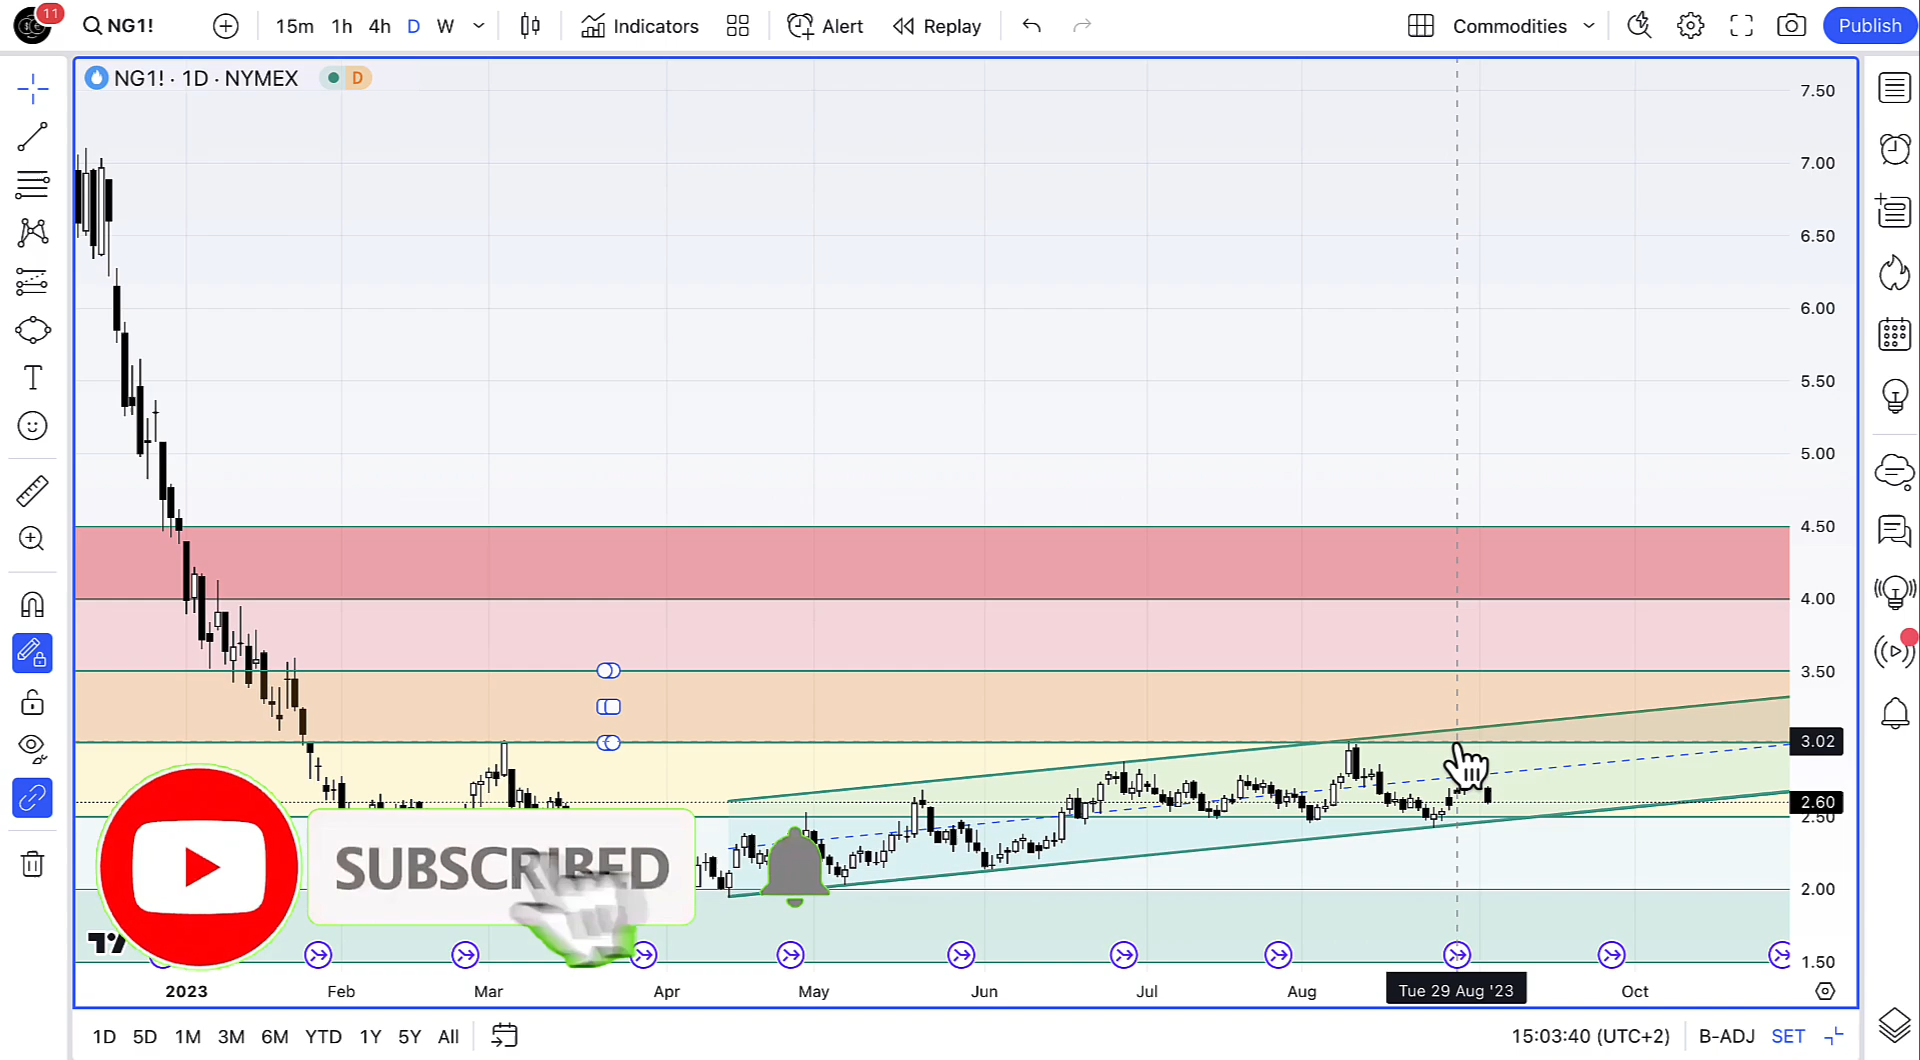 11
NG1!
15m 1h 4h D W
Indicators
Alert
Replay
Commodities
Publish
NG1! · 1D · NYMEX
D
7.50
7.00
6.50
6.00
5.50
5.00
4.50
4.00
3.50
3.02
2.60
2.50
2.00
1.50
SUBSCRIBED
2023 Feb Mar Apr May Jun Jul Aug Tue 29 Aug '23 Oct
1D 5D 1M 3M 6M YTD 1Y 5Y All
15:03:40 (UTC+2) B-ADJ SET